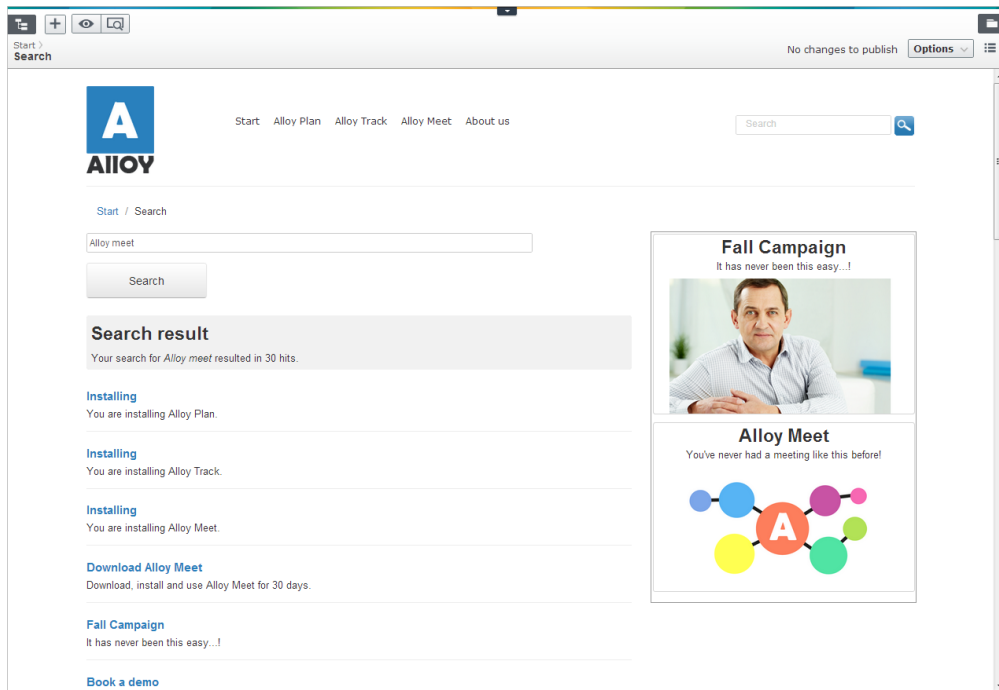 Start
Search
No changes to publish
Options
A
AllOY
Start Alloy Plan Alloy Track Alloy Meet About us
Search
Start / Search
Alloy meet
Search
Search result
Your search for Alloy meet resulted in 30 hits.
Installing
You are installing Alloy Plan.
Installing
You are installing Alloy Track.
Installing
You are installing Alloy Meet.
Download Alloy Meet
Download, install and use Alloy Meet for 30 days.
Fall Campaign
It has never been this easy...!
Book a demo
Fall Campaign
It has never been this easy...!
Alloy Meet
You've never had a meeting like this before!
A